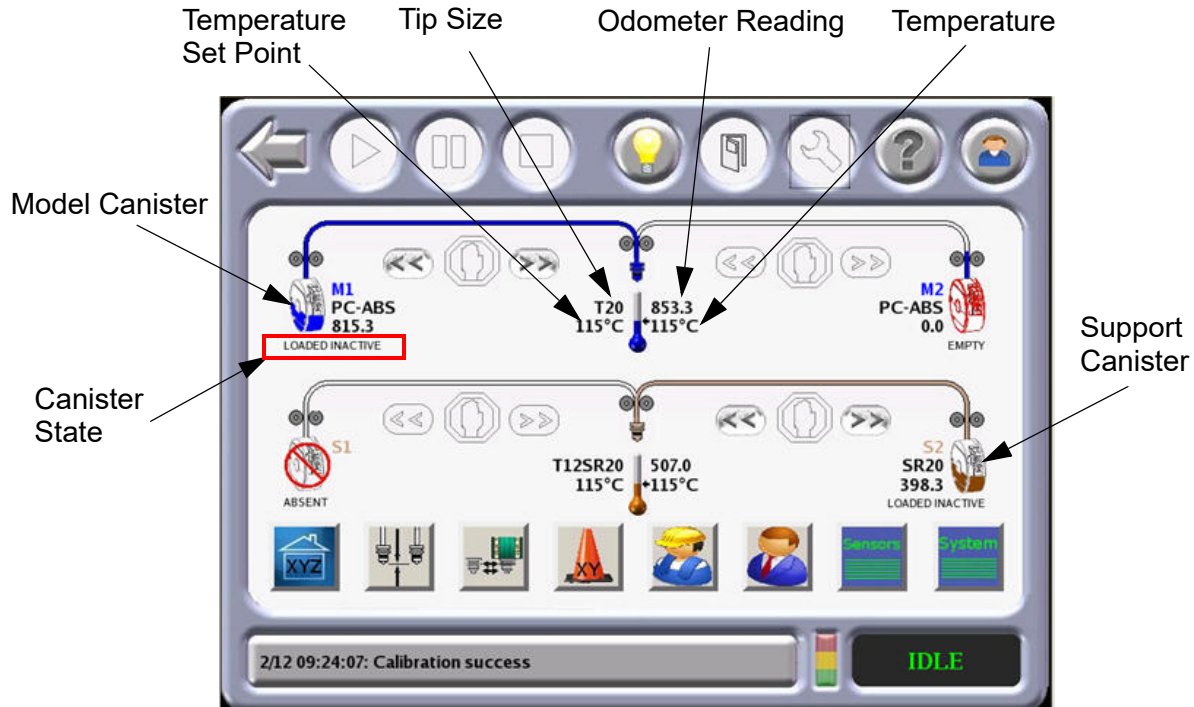 Temperature
Set Point
Tip Size
Odometer Reading
Temperature
Model Canister
M1
PC-ABS
815.3
LOADED INACTIVE
T20
853.3
115°C
115°C
M2
PC-ABS
0.0
EMPTY
Support
Canister
Canister
State
S1
ABSENT
T12SR20
507.0
115°C
115°C
S2
SR20
398.3
LOADED INACTIVE
XYZ
XY
Sensors
System
2/12 09:24:07: Calibration success
IDLE